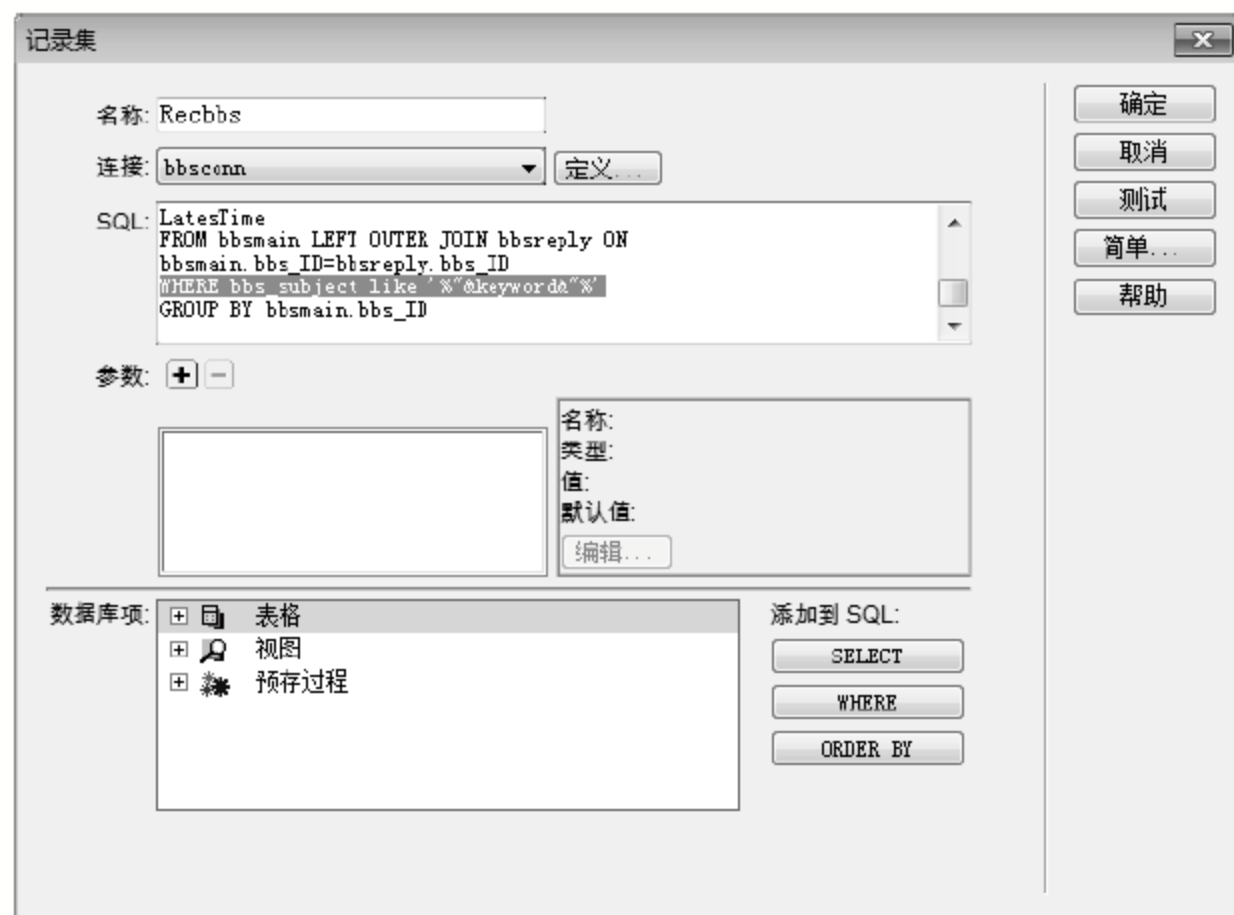 记录集
名称: Recbbs
连接: bbsconn 定义...
SQL: LatesTime
FROM bbsmain LEFT OUTER JOIN bbsreply ON
bbsmain.bbs_ID=bbsreply.bbs_ID
WHERE bbs_subject like '%"&keyword&"%'
GROUP BY bbsmain.bbs_ID
参数:
名称:
类型:
值:
默认值:
编辑...
数据库项: 表格
视图
预存过程
添加到 SQL:
SELECT
WHERE
ORDER BY
确定
取消
测试
简单...
帮助